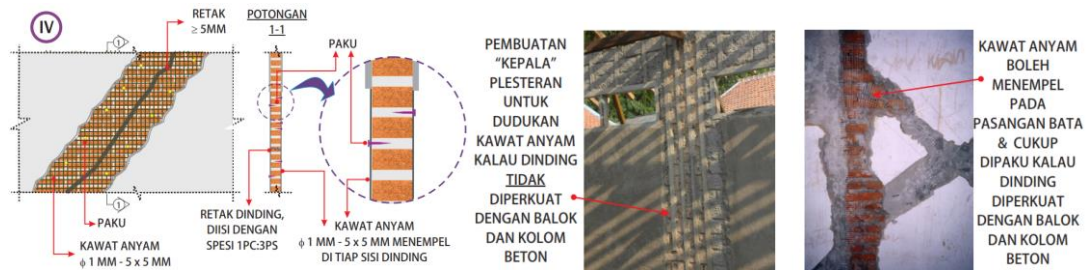 IV
RETAK
≥ 5MM
POTONGAN
1-1
PAKU
1
1
PAKU
KAWAT ANYAM
ϕ 1 MM - 5 x 5 MM
RETAK DINDING,
DIISI DENGAN
SPESI 1PC:3PS
KAWAT ANYAM
ϕ 1 MM - 5 x 5 MM MENEMPEL
DI TIAP SISI DINDING
PEMBUATAN
“KEPALA”
PLESTERAN
UNTUK
DUDUKAN
KAWAT ANYAM
KALAU DINDING
TIDAK
DIPERKUAT
DENGAN BALOK
DAN KOLOM
BETON
KAWAT ANYAM
BOLEH
MENEMPEL
PADA
PASANGAN BATA
& CUKUP
DIPAKU KALAU
DINDING
DIPERKUAT
DENGAN BALOK
DAN KOLOM
BETON